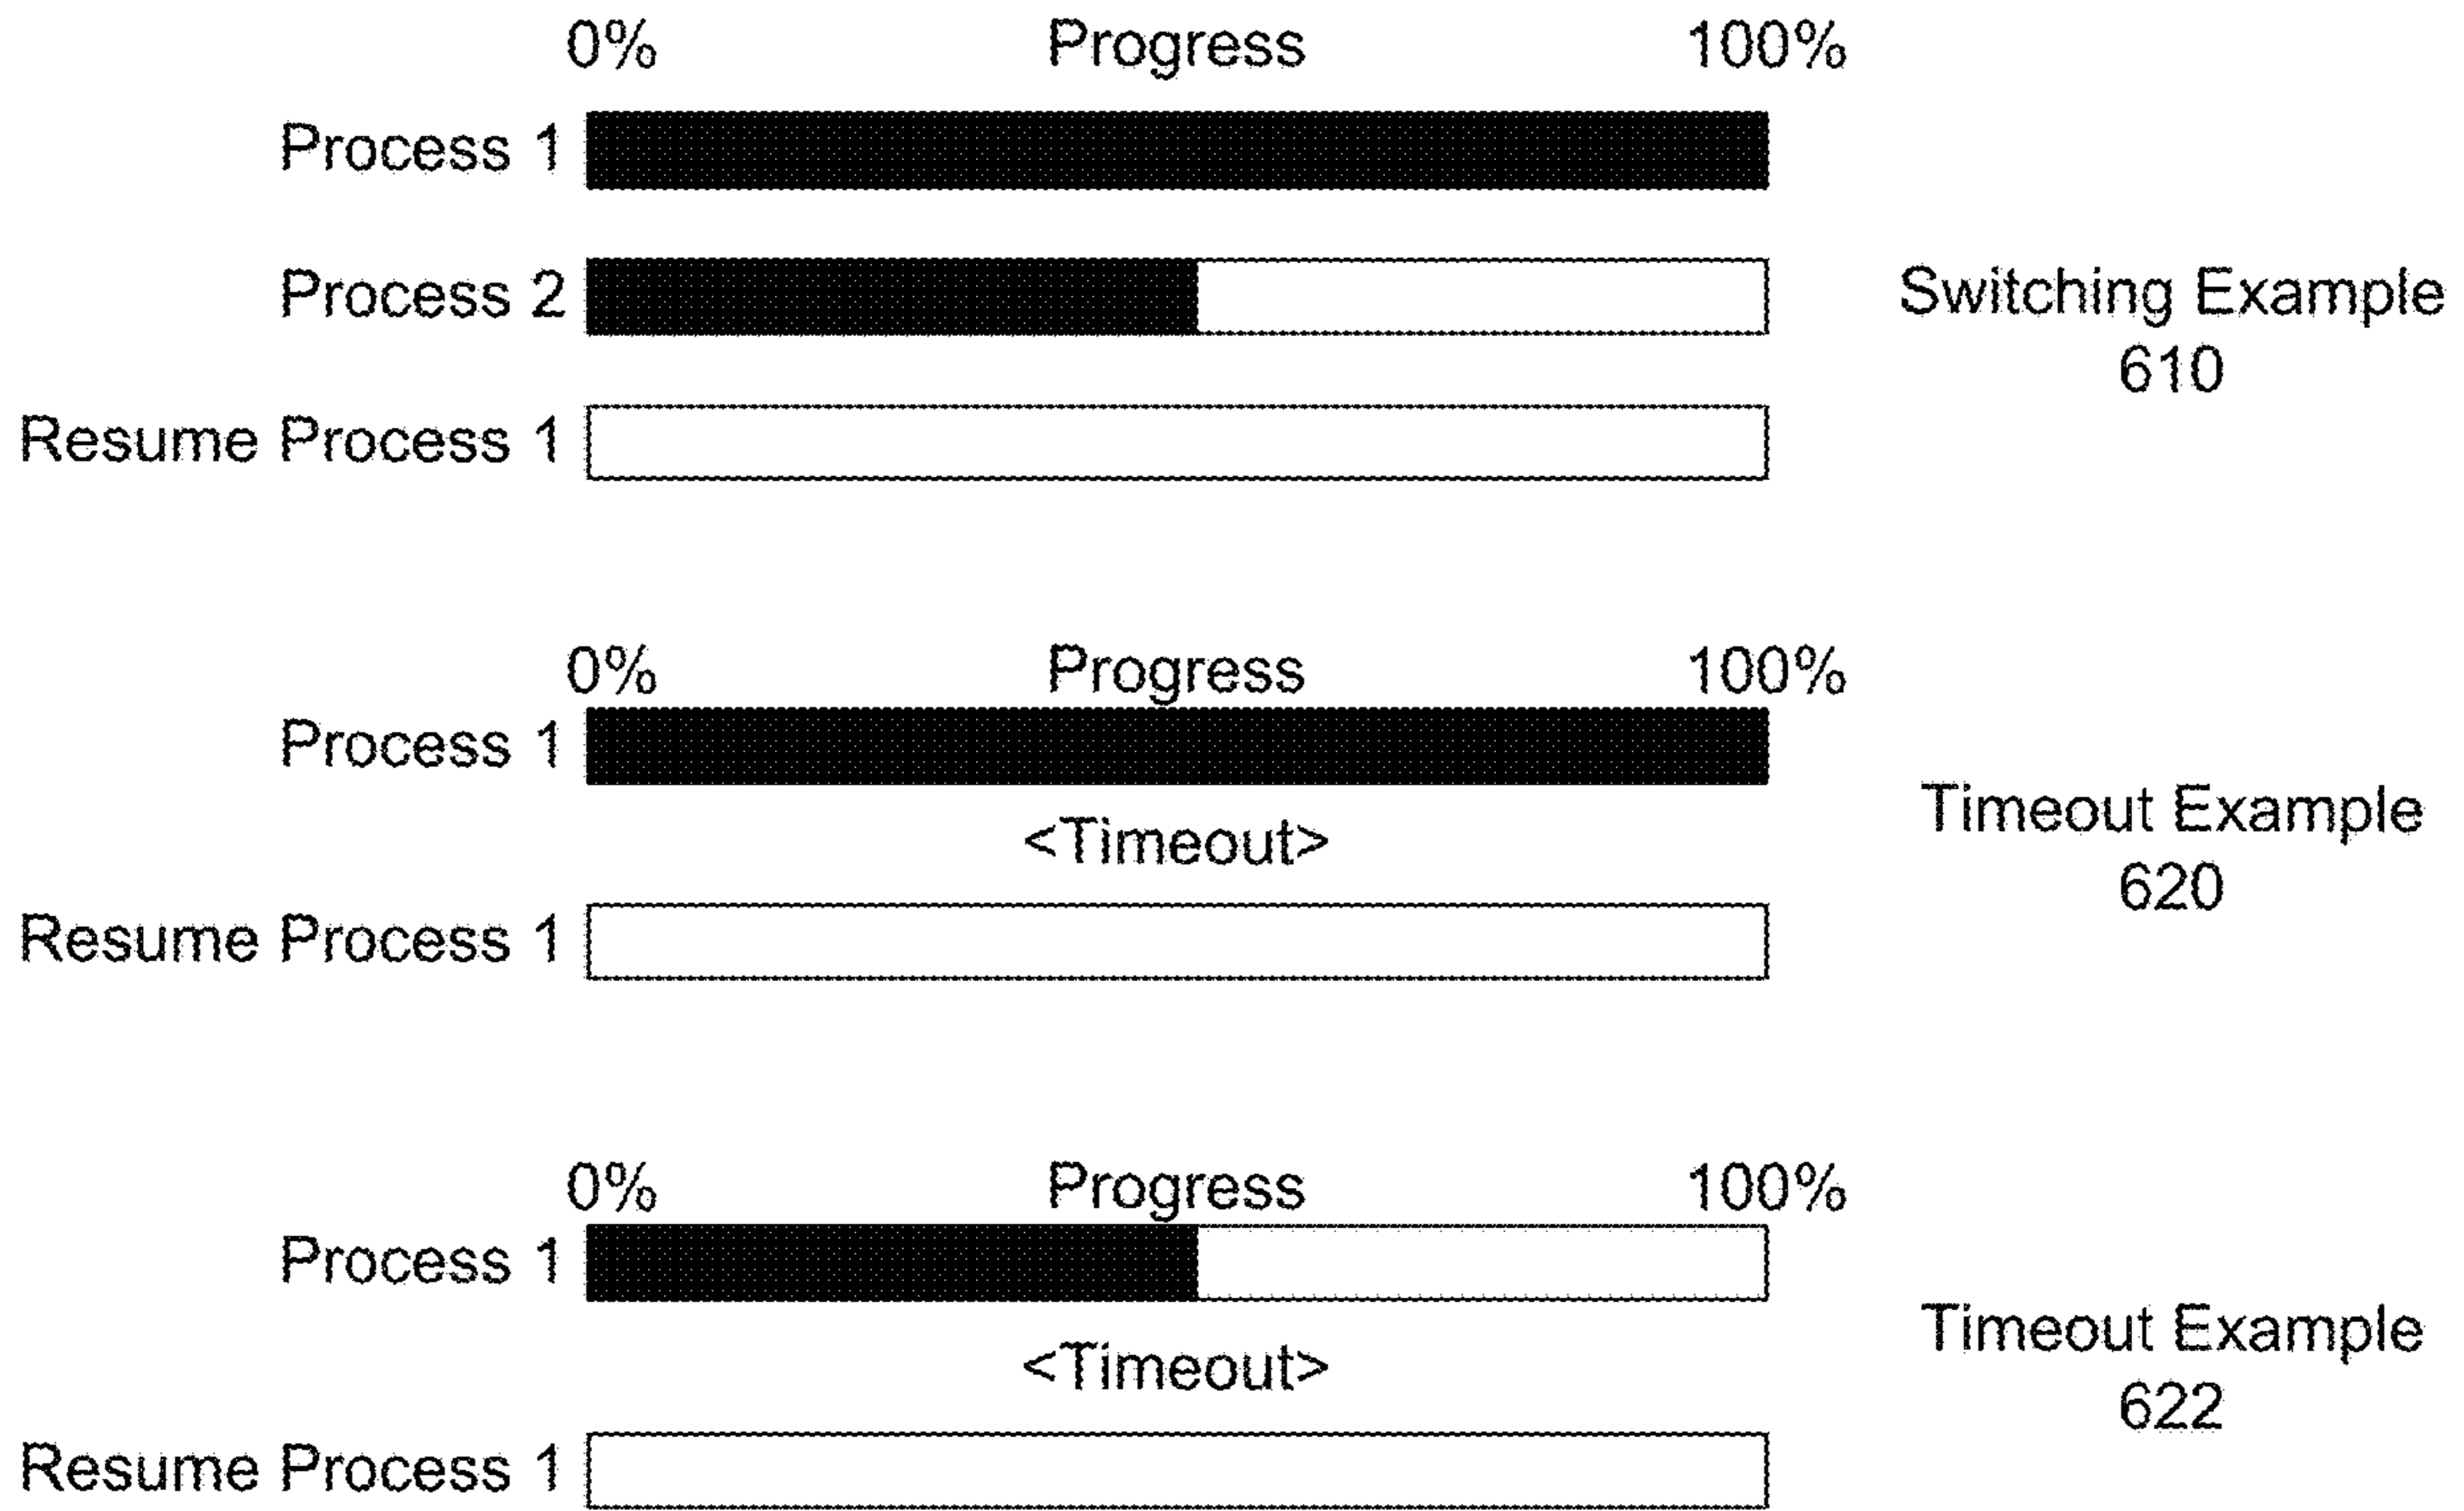 0% Progress 100%
Process 1
Process 2
Switching Example
610
Resume Process 1
0% Progress 100%
Process 1
<Timeout>
Timeout Example
620
Resume Process 1
0% Progress 100%
Process 1
<Timeout>
Timeout Example
622
Resume Process 1